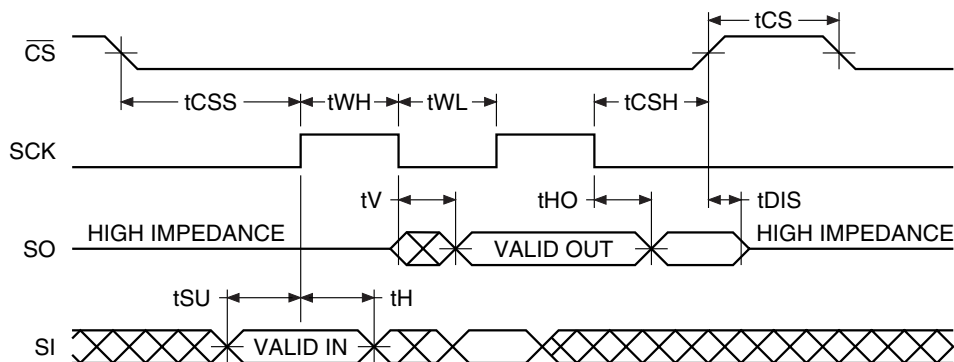 tCS
CS
tCSS tWH tWL tCSH
SCK
tV tHO tDIS
HIGH IMPEDANCE HIGH IMPEDANCE
SO VALID OUT
tSU tH
SI VALID IN